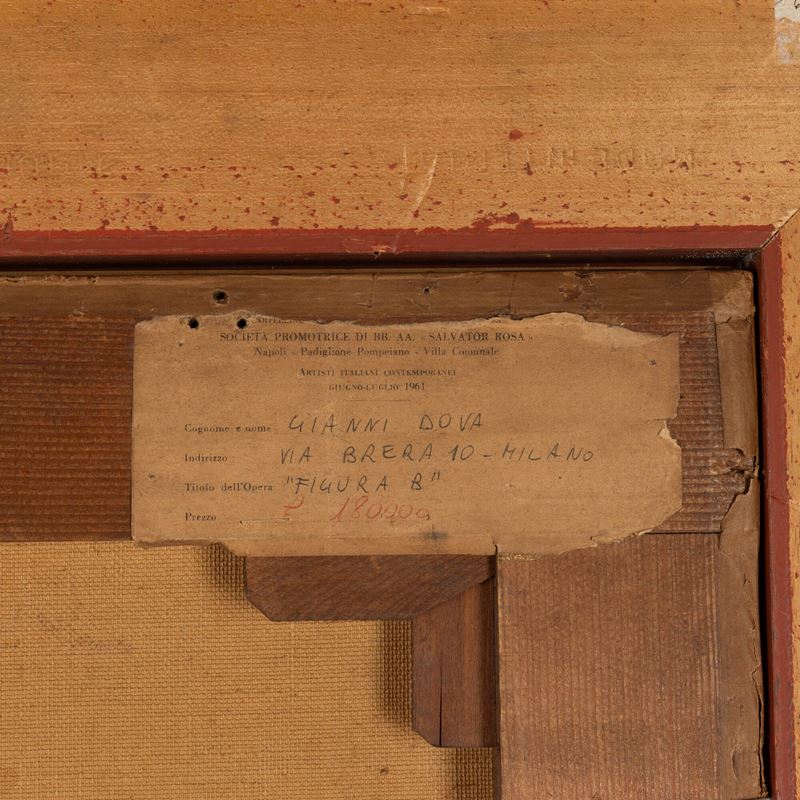 SOCIETÀ PROMOTRICE DI BB. AA. «SALVATOR ROSA»
Napoli - Padiglione Pompeiano - Villa Comunale
ARTISTI ITALIANI CONTEMPORANEI
GIUGNO-LUGLIO 1961
Cognome e nome GIANNI DOVA
Indirizzo: VIA BRERA 10 - MILANO
Titolo dell'Opera "FIGURA B"
Prezzo £ 180000